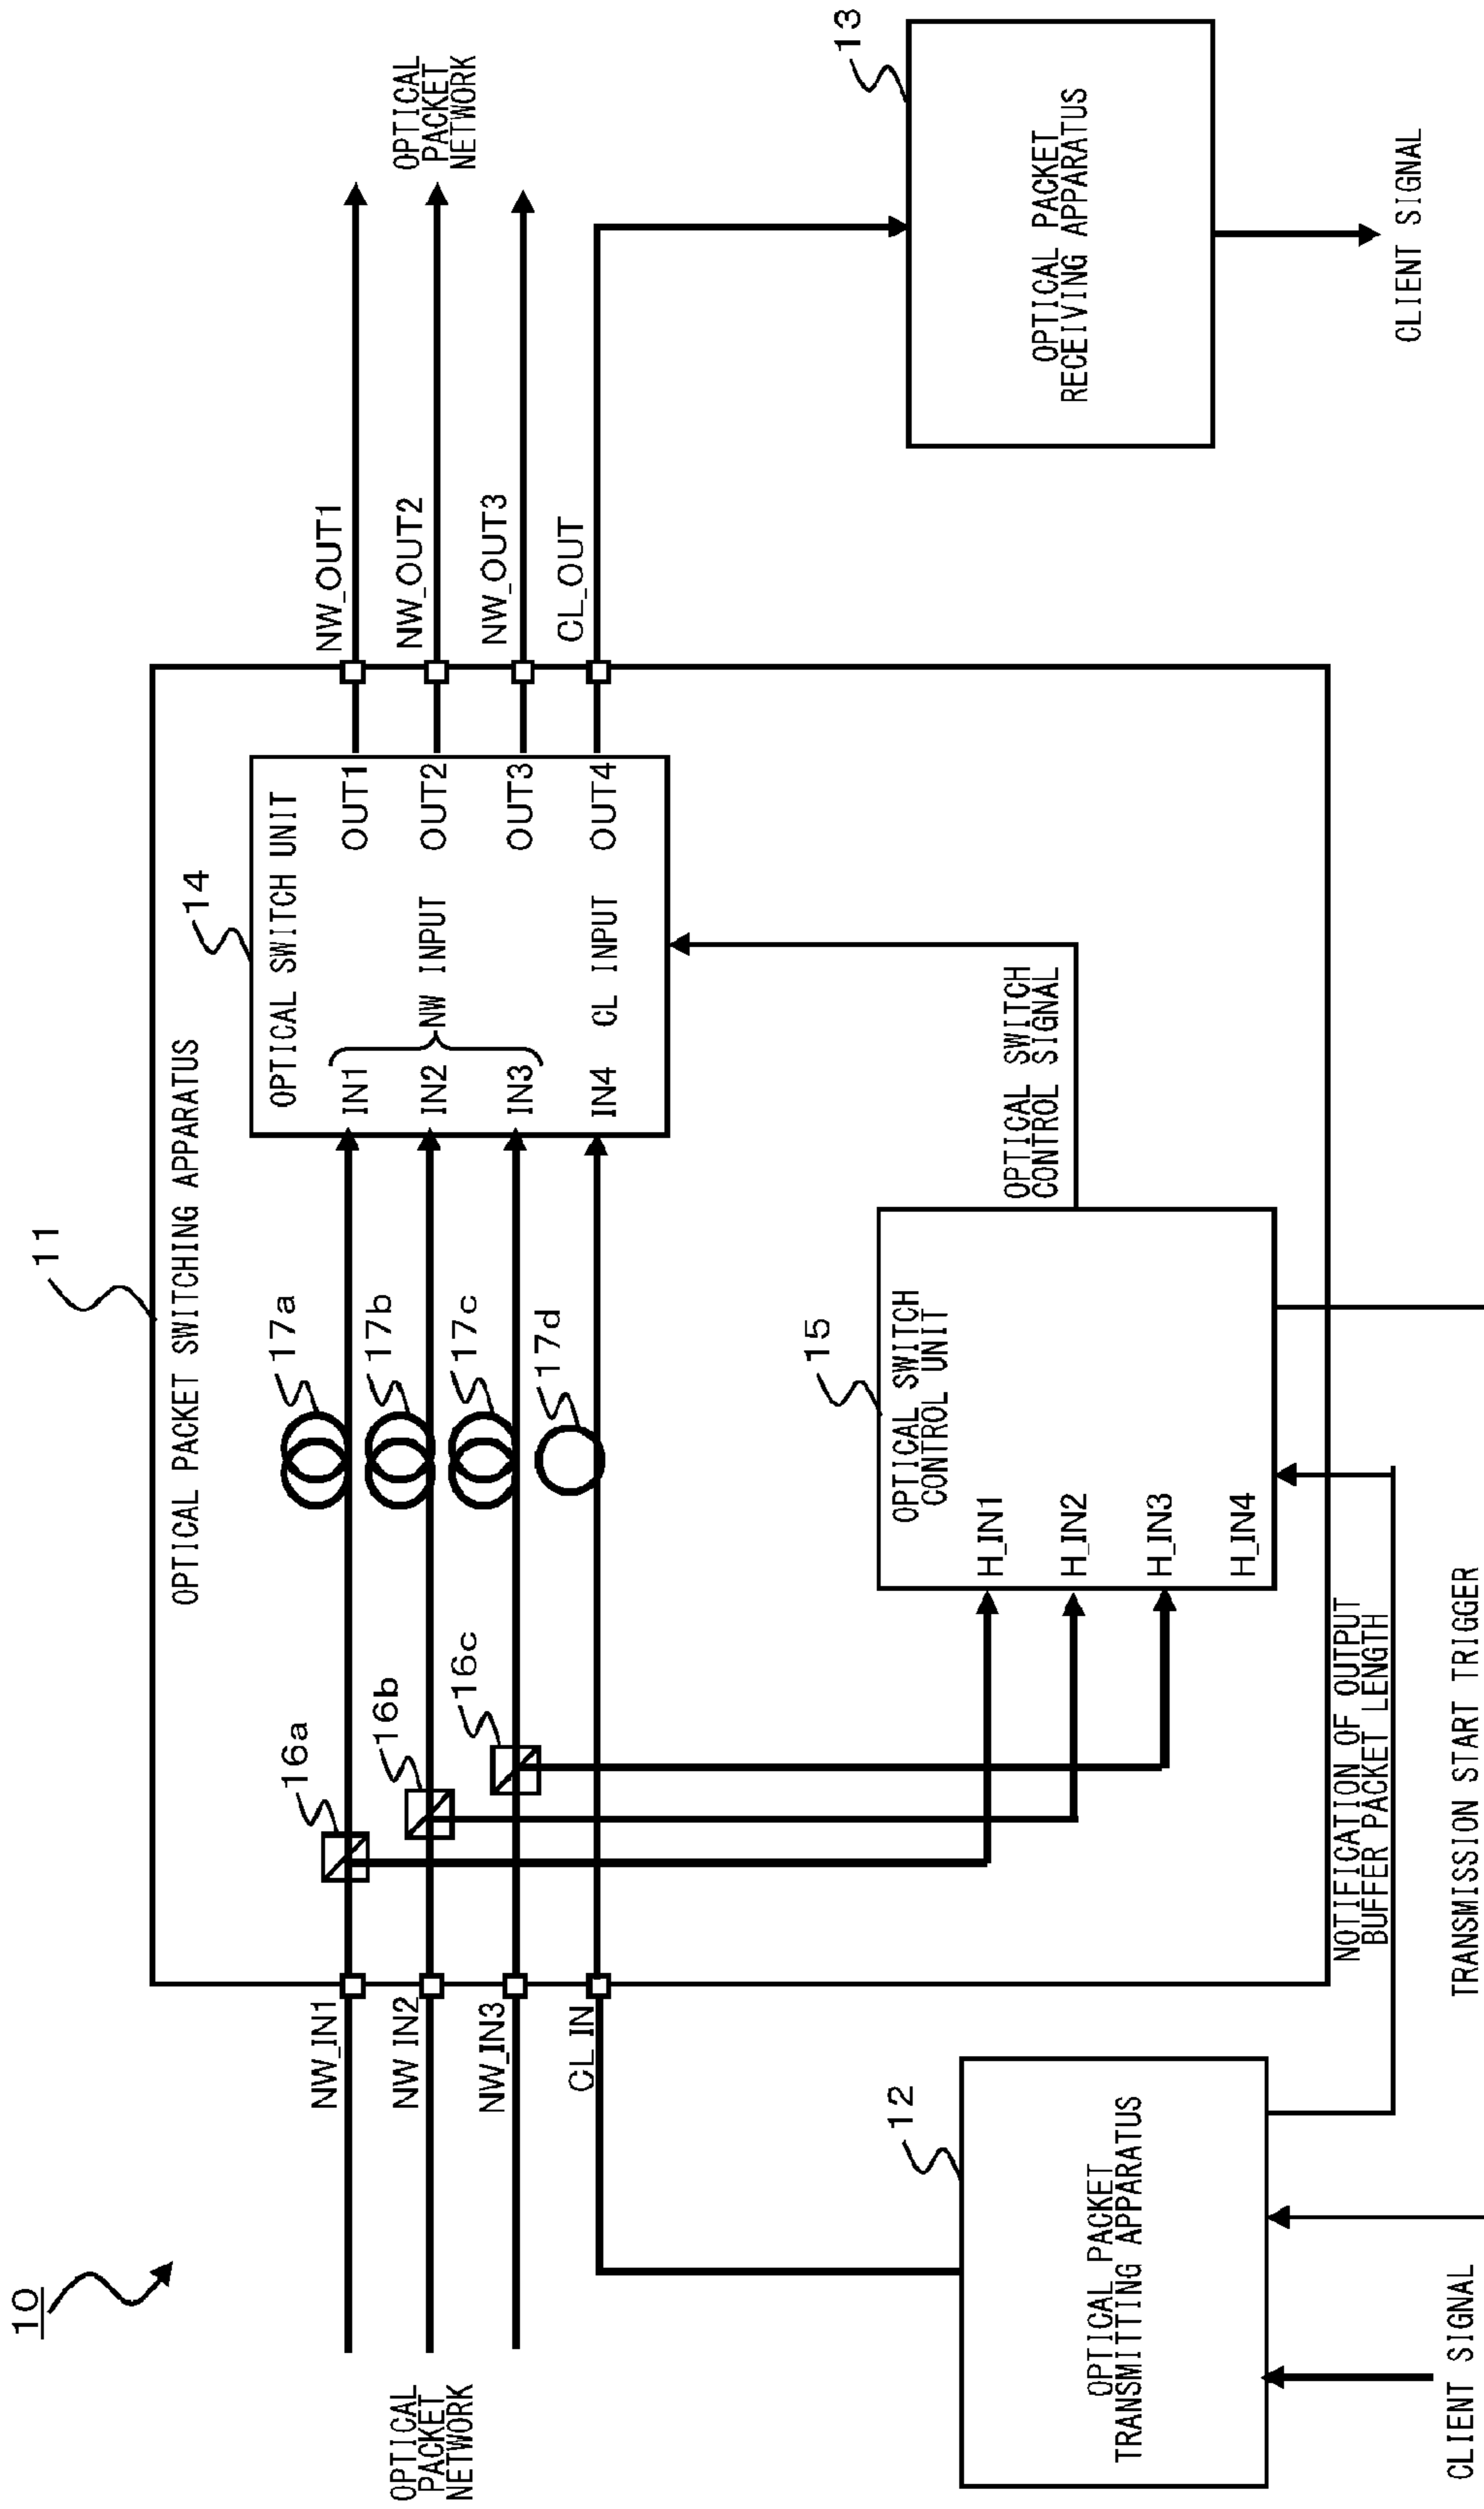 10
11
OPTICAL PACKET SWITCHING APPARATUS
14
OPTICAL SWITCH UNIT
OPTICAL
PACKET
NETWORK
NW_IN1
16a
17a
IN1
OUT1
NW_OUT1
OPTICAL
PACKET
NETWORK
NW IN2
16b
17b
IN2
NW INPUT
OUT2
NW_OUT2
NW_IN3
16c
17c
IN3
OUT3
NW_OUT3
CL IN
17d
IN4
CL INPUT
OUT4
CL_OUT
15
OPTICAL SWITCH
CONTROL UNIT
H_IN1
H_IN2
H_IN3
H_IN4
OPTICAL SWITCH
CONTROL SIGNAL
12
OPTICAL PACKET
TRANSMITTING APPARATUS
13
OPTICAL PACKET
RECEIVING APPARATUS
NOTIFICATION OF OUTPUT
BUFFER PACKET LENGTH
TRANSMISSION START TRIGGER
CLIENT SIGNAL
CLIENT SIGNAL